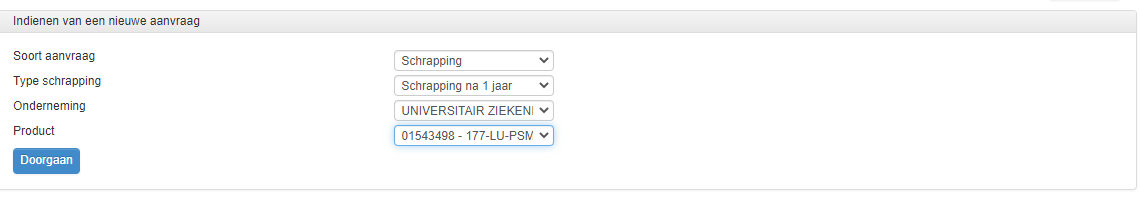 Indienen van een nieuwe aanvraag
Soort aanvraag Schrapping
Type schrapping Schrapping na 1 jaar
Onderneming UNIVERSITAIR
Product 01543498 - 177-LU-PSM
Doorgaan